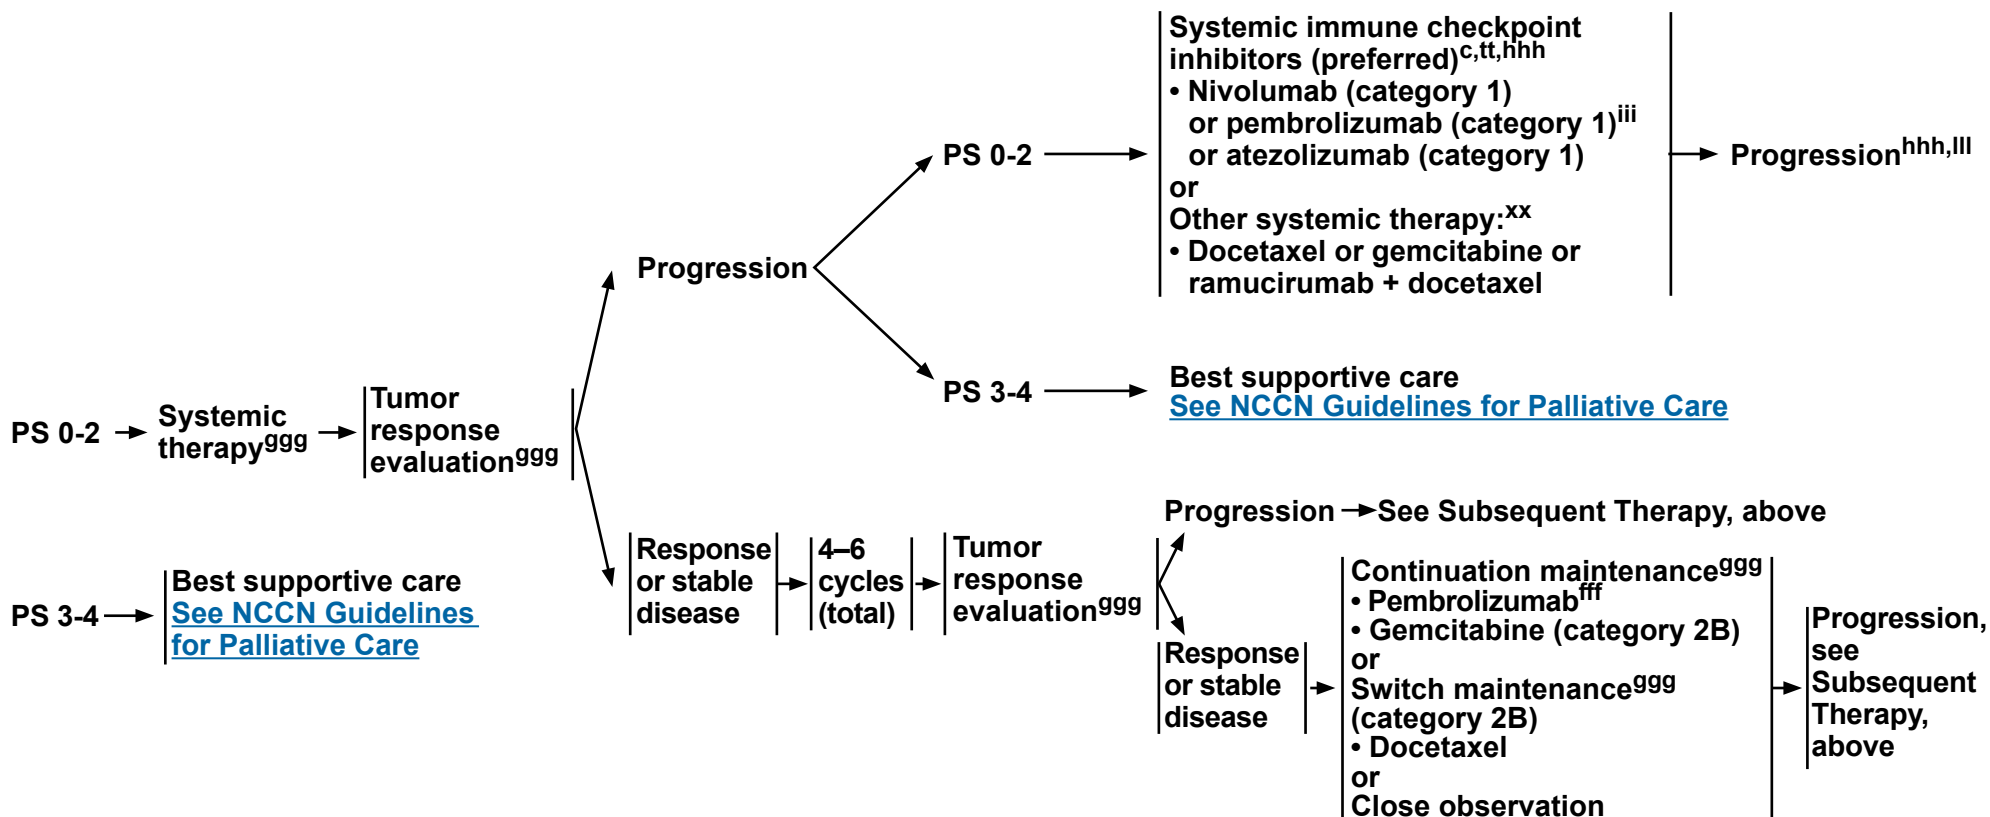 PS 0-2
Systemic
therapyggg
Tumor
response
evaluationggg
Progression
PS 0-2
Systemic immune checkpoint
inhibitors (preferred)c,tt,hhh
• Nivolumab (category 1)
or pembrolizumab (category 1)iii
or atezolizumab (category 1)
or
Other systemic therapy:xx
• Docetaxel or gemcitabine or
ramucirumab + docetaxel
Progressionhhh,lll
PS 3-4
Best supportive care
See NCCN Guidelines for Palliative Care
Response
or stable
disease
4–6
cycles
(total)
Tumor
response
evaluationggg
Progression
See Subsequent Therapy, above
Response
or stable
disease
Continuation maintenanceggg
• Pembrolizumabfff
• Gemcitabine (category 2B)
or
Switch maintenanceggg
(category 2B)
• Docetaxel
or
Close observation
Progression,
see
Subsequent
Therapy,
above
PS 3-4
Best supportive care
See NCCN Guidelines
for Palliative Care